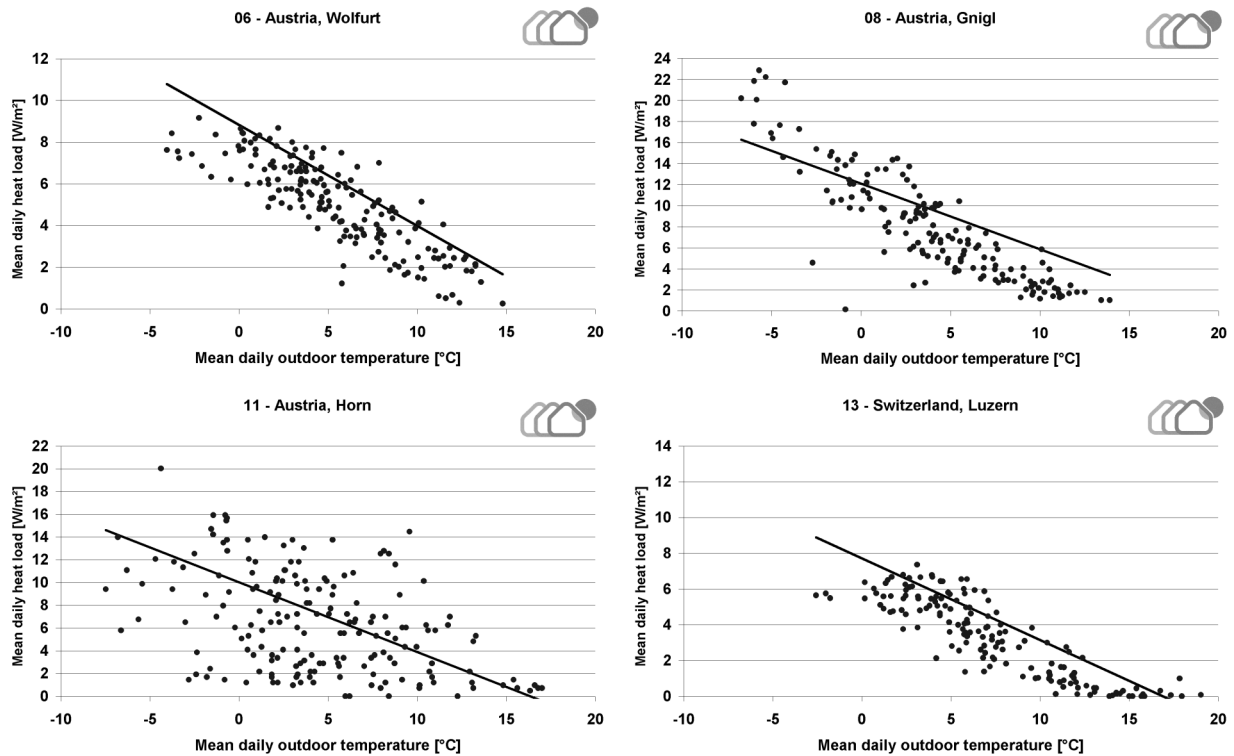 06 - Austria, Wolfurt
Mean daily heat load [W/m²]
12
10
8
6
4
2
0
-10 -5 0 5 10 15 20
Mean daily outdoor temperature [°C]
08 - Austria, Gnigl
Mean daily heat load [W/m²]
24
22
20
18
16
14
12
10
8
6
4
2
0
-10 -5 0 5 10 15 20
Mean daily outdoor temperature [°C]
11 - Austria, Horn
Mean daily heat load [W/m²]
22
20
18
16
14
12
10
8
6
4
2
0
-10 -5 0 5 10 15 20
Mean daily outdoor temperature [°C]
13 - Switzerland, Luzern
Mean daily heat load [W/m²]
14
12
10
8
6
4
2
0
-10 -5 0 5 10 15 20
Mean daily outdoor temperature [°C]